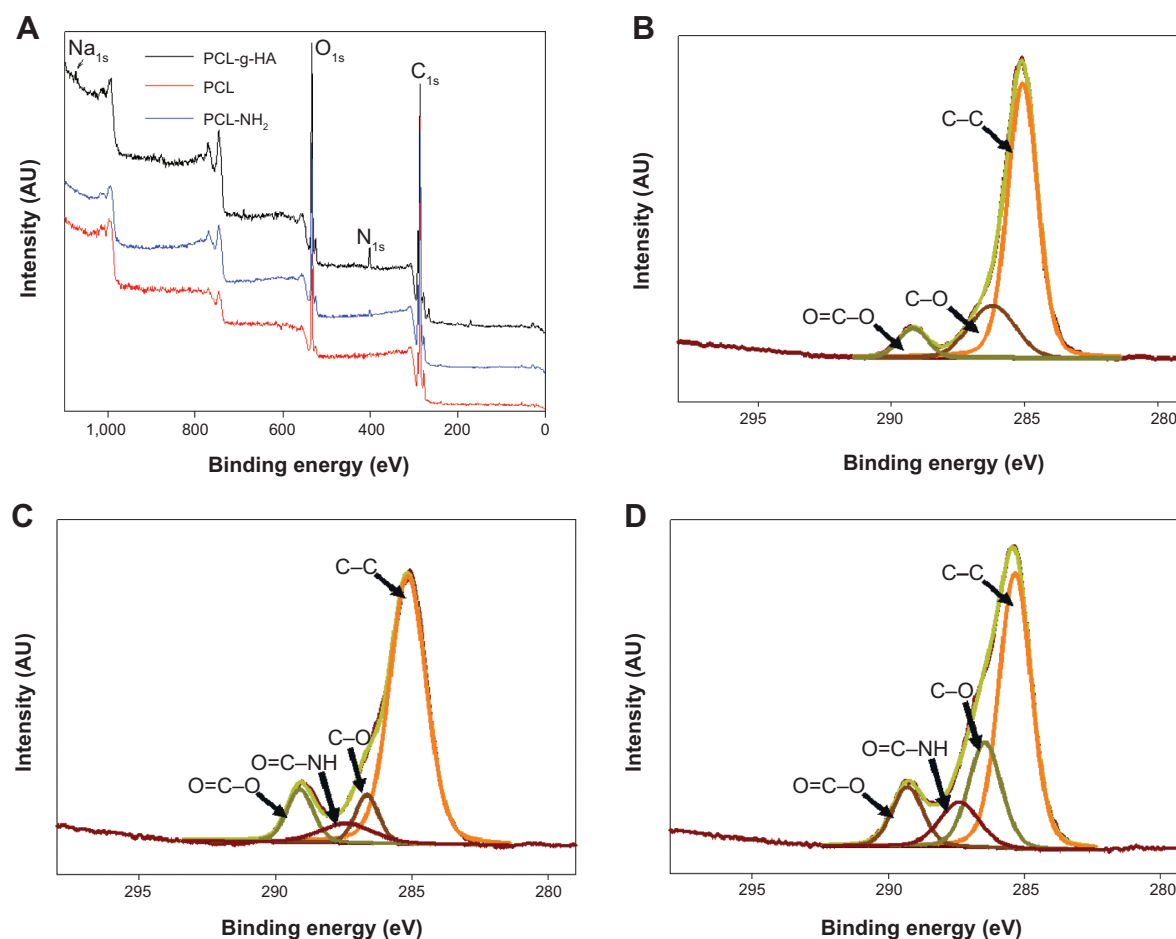 A
Na1s
PCL-g-HA
PCL
PCL-NH2
O1s
C1s
N1s
Intensity (AU)
1,000 800 600 400 200 0
Binding energy (eV)
B
C–C
C–O
O=C–O
Intensity (AU)
295 290 285 280
Binding energy (eV)
C
C–C
C–O
O=C–NH
O=C–O
Intensity (AU)
295 290 285 280
Binding energy (eV)
D
C–C
C–O
O=C–NH
O=C–O
Intensity (AU)
295 290 285 280
Binding energy (eV)